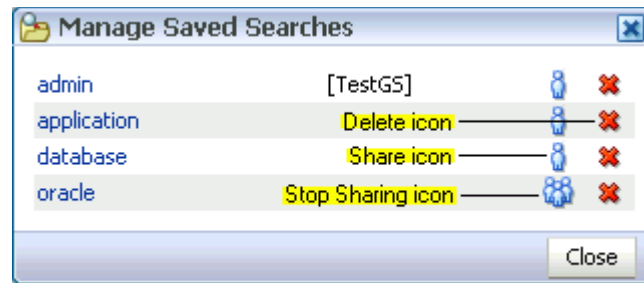 Manage Saved Searches
admin [TestGS]
application Delete icon
database Share icon
oracle Stop Sharing icon
Close